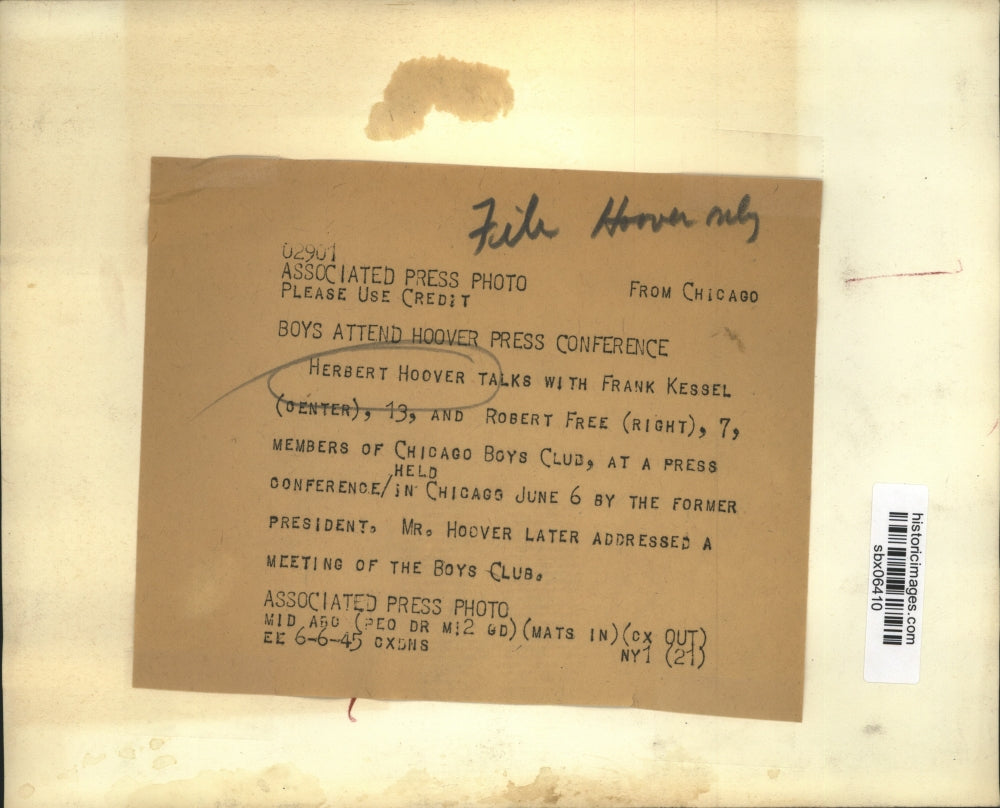 File Hoover only
02901
ASSOCIATED PRESS PHOTO
PLEASE USE CREDIT
FROM CHICAGO
BOYS ATTEND HOOVER PRESS CONFERENCE
HERBERT HOOVER TALKS WITH FRANK KESSEL
(CENTER), 13, AND ROBERT FREE (RIGHT), 7,
MEMBERS OF CHICAGO BOYS CLUB, AT A PRESS
HELD
CONFERENCE/IN CHICAGO JUNE 6 BY THE FORMER
PRESIDENT. MR. HOOVER LATER ADDRESSED A
MEETING OF THE BOYS CLUB.
ASSOCIATED PRESS PHOTO
MID ABC (PEO DR MI2 GD) (MATS IN) (CX OUT)
EE 6-6-45 CXDNS
NY1 (21)
historicimages.com
sbx06410